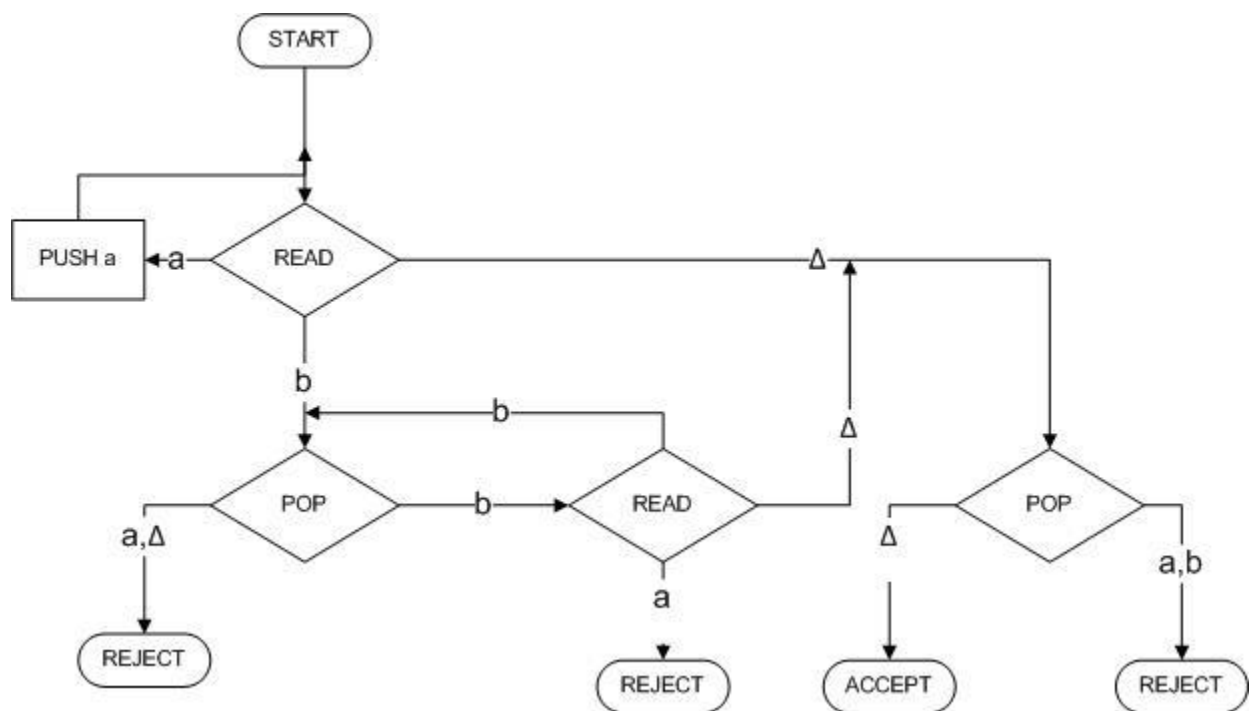 START
PUSH a
a
READ
Δ
b
b
Δ
POP
b
READ
POP
a,Δ
Δ
a,b
a
REJECT
REJECT
ACCEPT
REJECT